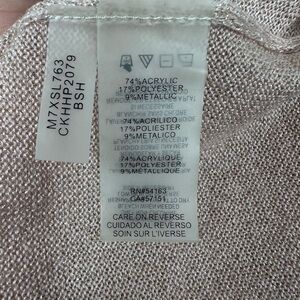 M7XSL763
CKHHP2079
BSH
74%ACRYLIC
17%POLYESTER
9%METALLIC
74%ACRILICO
17%POLIESTER
9%METALICO
74%ACRYLIQUE
17%POLYESTER
9%METALLIQUE
RN#54163
CA#57151
CARE ON REVERSE
CUIDADO AL REVERSO
SOIN SUR L'ENVERS